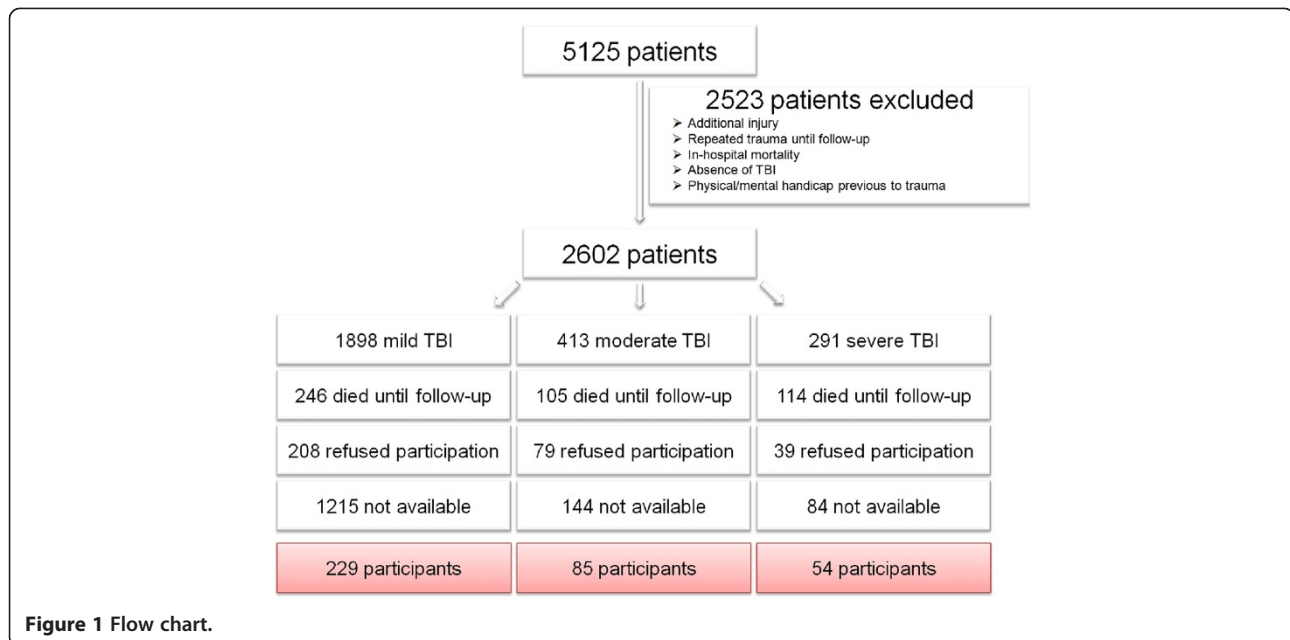 5125 patients
2523 patients excluded
➢ Additional injury
➢ Repeated trauma until follow-up
➢ In-hospital mortality
➢ Absence of TBI
➢ Physical/mental handicap previous to trauma
2602 patients
1898 mild TBI
413 moderate TBI
291 severe TBI
246 died until follow-up
105 died until follow-up
114 died until follow-up
208 refused participation
79 refused participation
39 refused participation
1215 not available
144 not available
84 not available
229 participants
85 participants
54 participants
Figure 1 Flow chart.